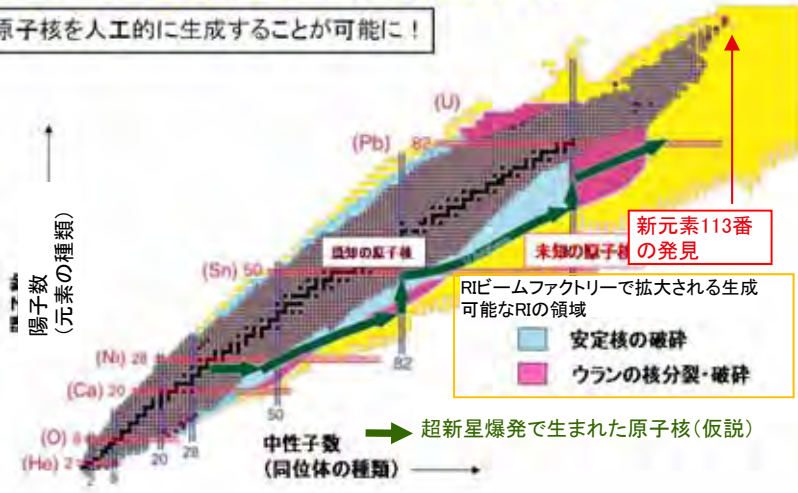 原子核を人工的に生成することが可能に！
(U)
(Pb) 82
新元素113番
の発見
既知の原子核
未知の原子核
(Sn) 50
陽子数
(元素の種類)
RIビームファクトリーで拡大される生成
可能なRIの領域
安定核の破砕
ウランの核分裂・破砕
(Ni) 28
82
(Ca) 20
50
超新星爆発で生まれた原子核(仮説)
(O) 8
28
中性子数
20
(同位体の種類)
(He) 2
2
8